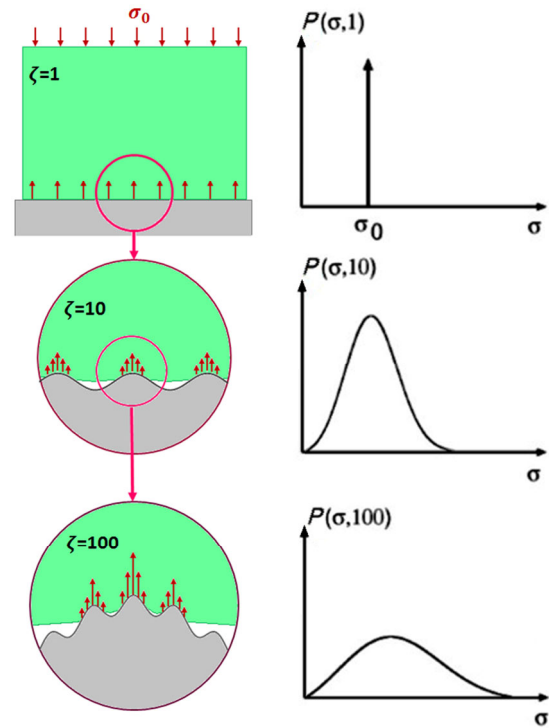 σ₀
ζ=1
P(σ,1)
σ₀
σ
ζ=10
P(σ,10)
σ
ζ=100
P(σ,100)
σ